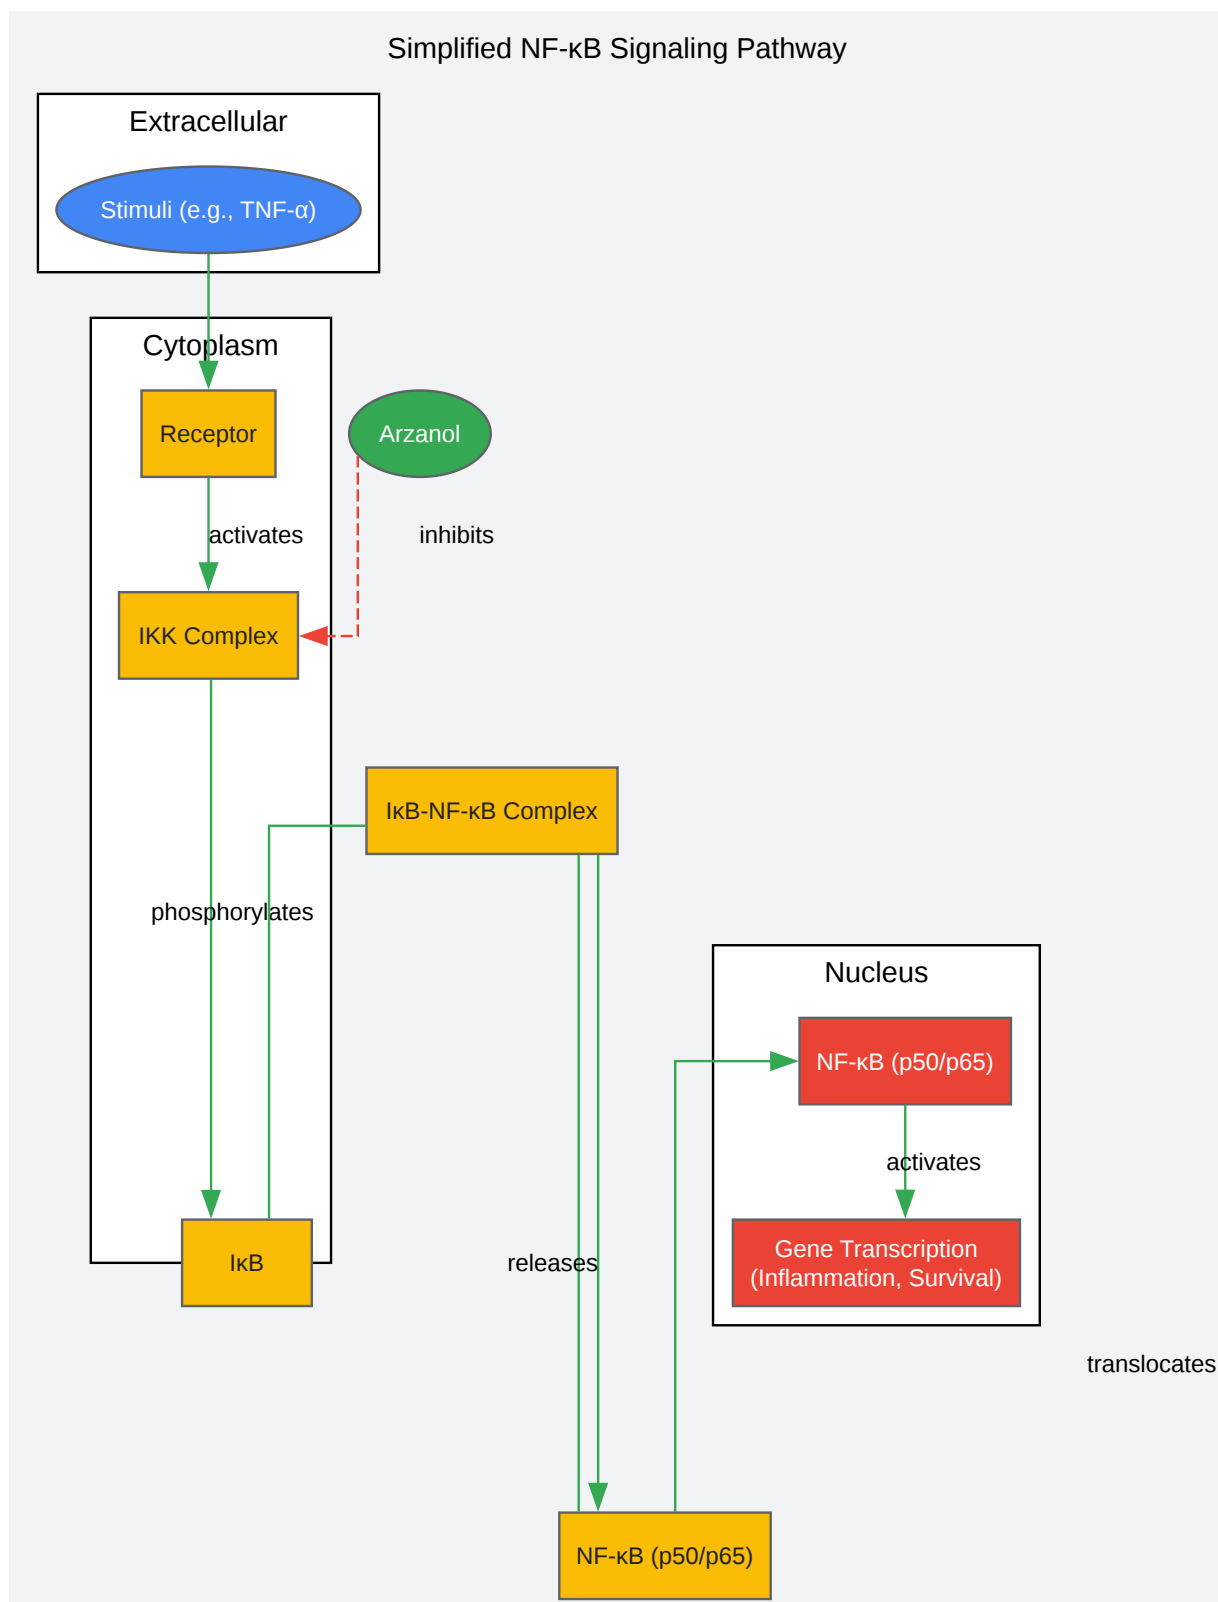 Simplified NF-κB Signaling Pathway
Extracellular
Stimuli (e.g., TNF-α)
Cytoplasm
Receptor
Arzanol
activates
inhibits
IKK Complex
IκB-NF-κB Complex
phosphorylates
Nucleus
NF-κB (p50/p65)
activates
Gene Transcription
(Inflammation, Survival)
IκB
releases
translocates
NF-κB (p50/p65)